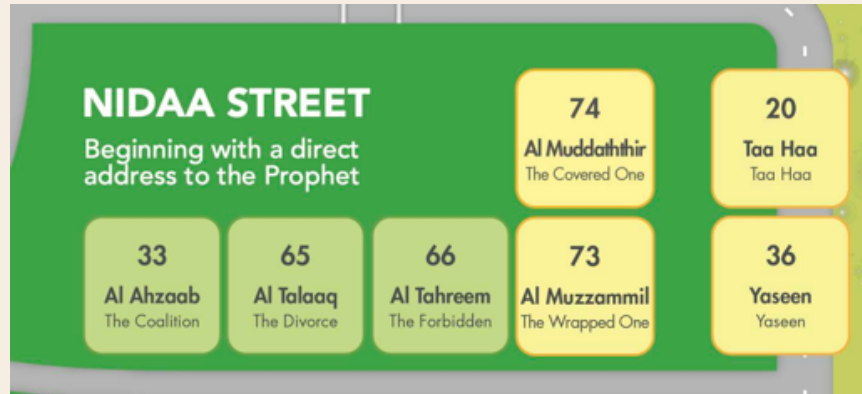 NIDAA STREET
Beginning with a direct
address to the Prophet
74
Al Muddaththir
The Covered One
20
Taa Haa
Taa Haa
33
Al Ahzaab
The Coalition
65
Al Talaaq
The Divorce
66
Al Tahreem
The Forbidden
73
Al Muzzammil
The Wrapped One
36
Yaseen
Yaseen